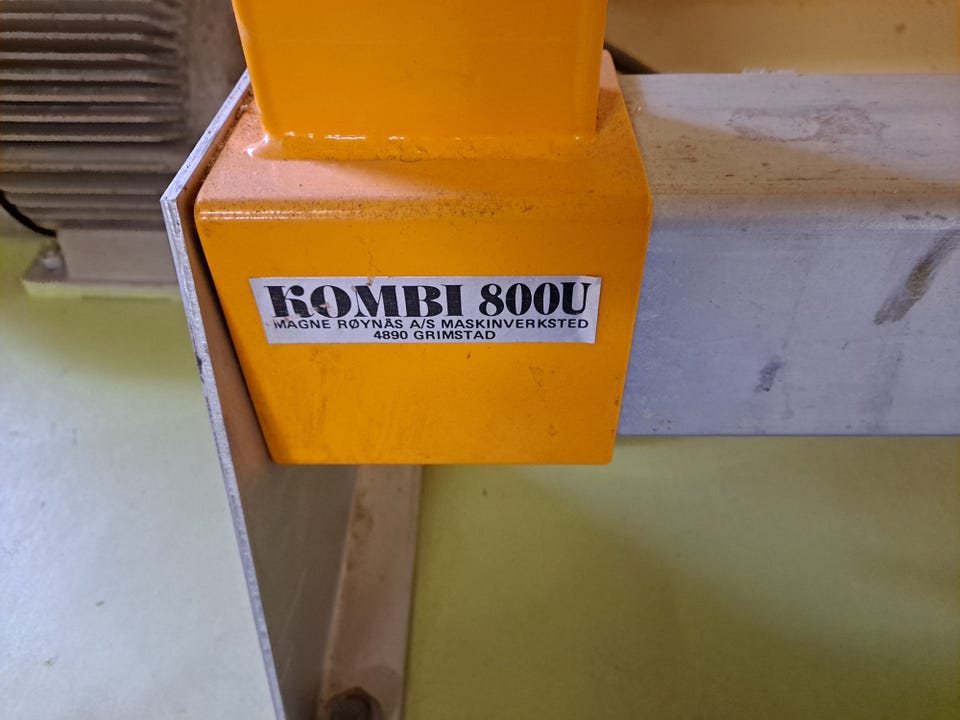 KOMBI 800U
MAGNE RØYNÅS A/S MASKINVERKSTED
4890 GRIMSTAD